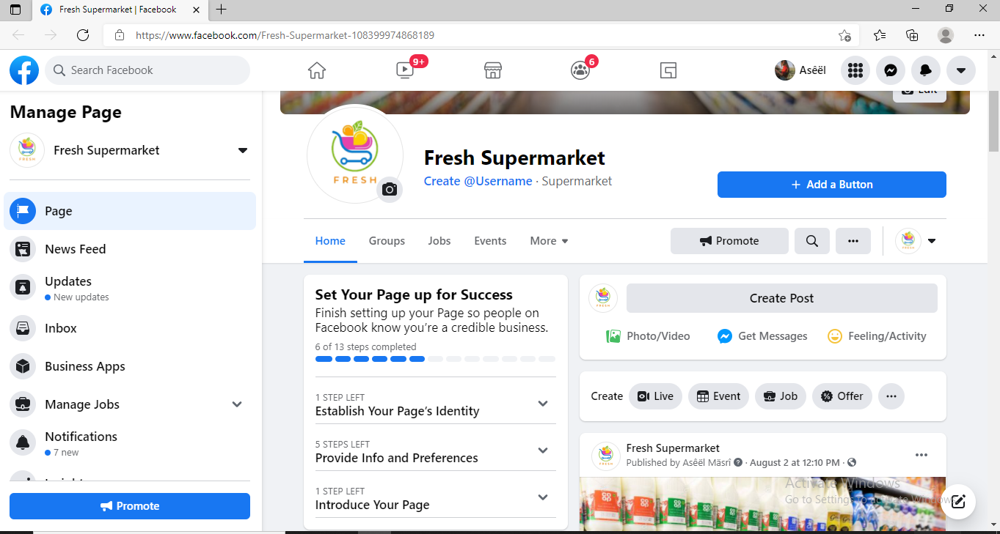 Fresh Supermarket | Facebook
https://www.facebook.com/Fresh-Supermarket-108399974868189
Search Facebook
9+
6
Asêël
Manage Page
Fresh Supermarket
Page
News Feed
Updates
New updates
Inbox
Business Apps
Manage Jobs
Notifications
7 new
Promote
Edit
FRESH
Fresh Supermarket
Create @Username · Supermarket
+ Add a Button
Home
Groups
Jobs
Events
More
Promote
Set Your Page up for Success
Finish setting up your Page so people on
Facebook know you’re a credible business.
6 of 13 steps completed
1 STEP LEFT
Establish Your Page’s Identity
5 STEPS LEFT
Provide Info and Preferences
1 STEP LEFT
Introduce Your Page
Create Post
Photo/Video
Get Messages
Feeling/Activity
Create
Live
Event
Job
Offer
Fresh Supermarket
Published by Asêël Mäsrî · August 2 at 12:10 PM ·
Activate Windows
Go to Settings to activate Windows.